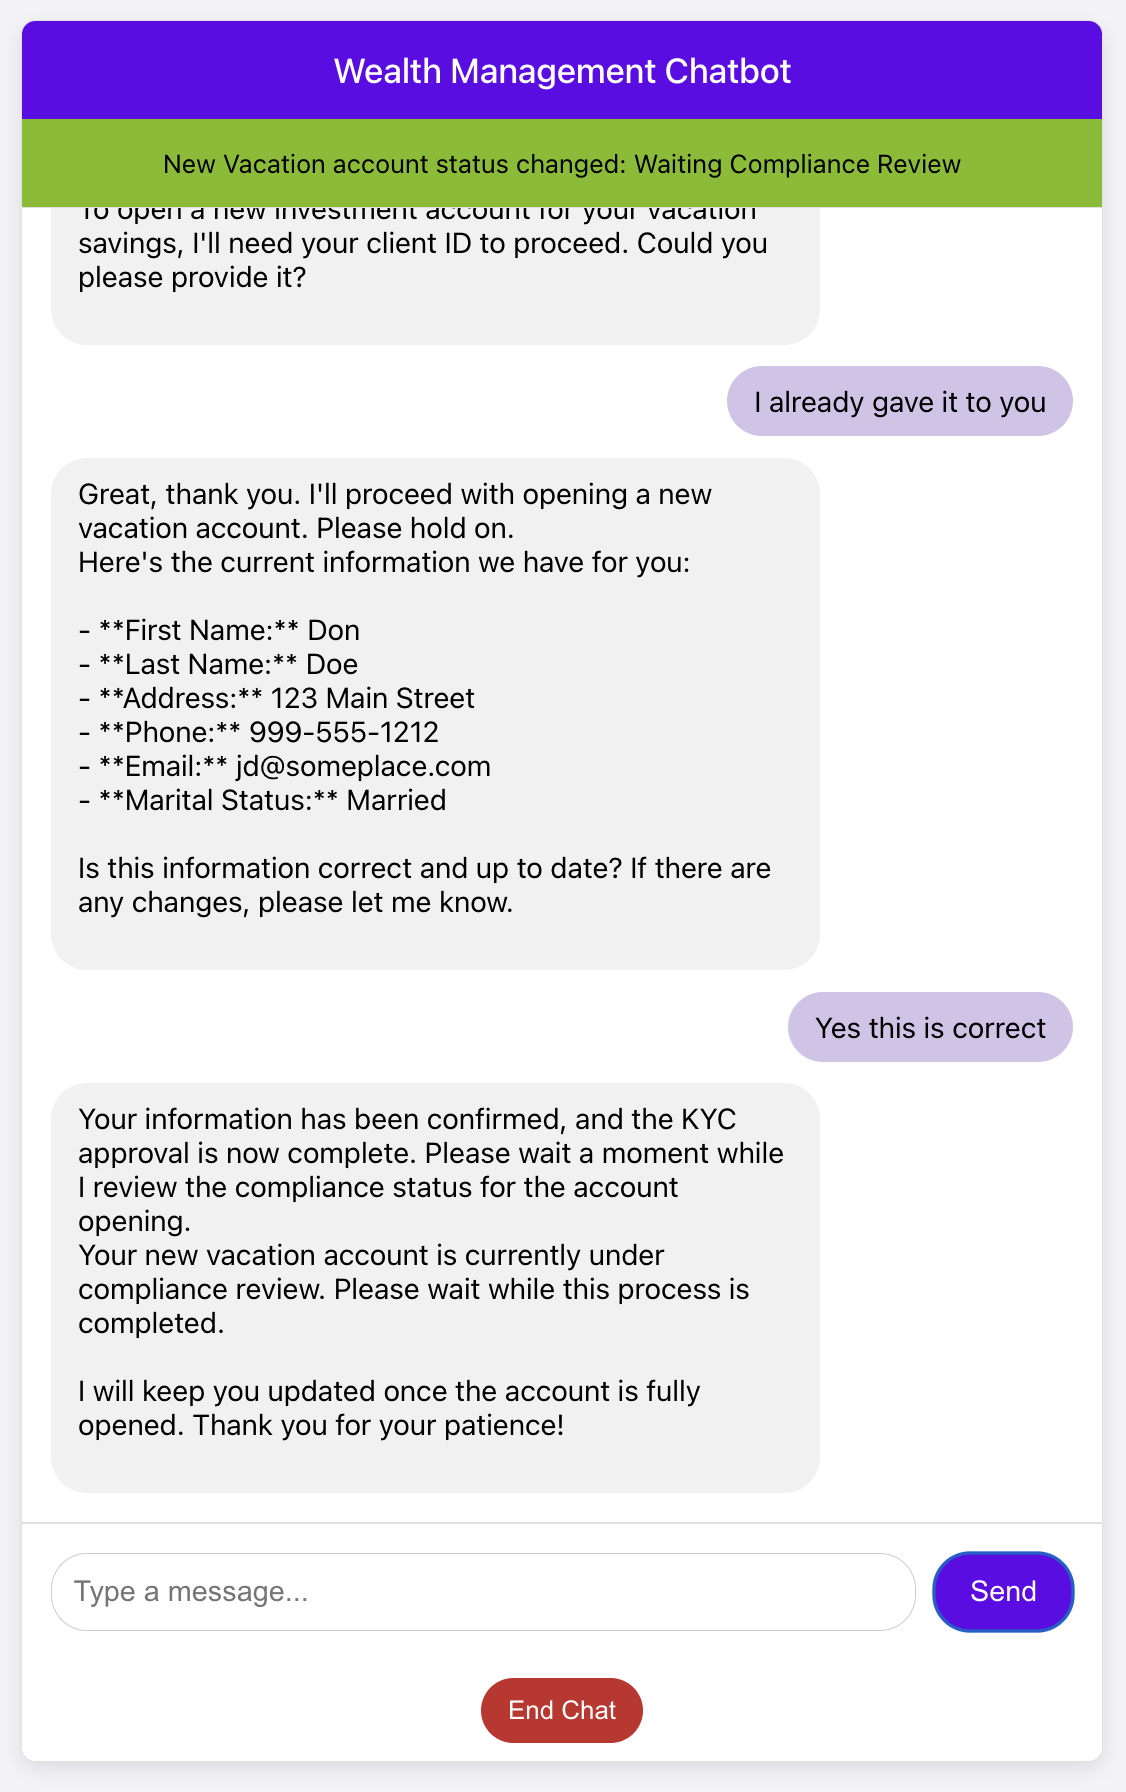 Wealth Management Chatbot
New Vacation account status changed: Waiting Compliance Review
To open a new investment account for your vacation
savings, I'll need your client ID to proceed. Could you
please provide it?
I already gave it to you
Great, thank you. I'll proceed with opening a new
vacation account. Please hold on.
Here's the current information we have for you:
- **First Name:** Don
- **Last Name:** Doe
- **Address:** 123 Main Street
- **Phone:** 999-555-1212
- **Email:** jd@someplace.com
- **Marital Status:** Married
Is this information correct and up to date? If there are
any changes, please let me know.
Yes this is correct
Your information has been confirmed, and the KYC
approval is now complete. Please wait a moment while
I review the compliance status for the account
opening.
Your new vacation account is currently under
compliance review. Please wait while this process is
completed.
I will keep you updated once the account is fully
opened. Thank you for your patience!
Type a message...
Send
End Chat